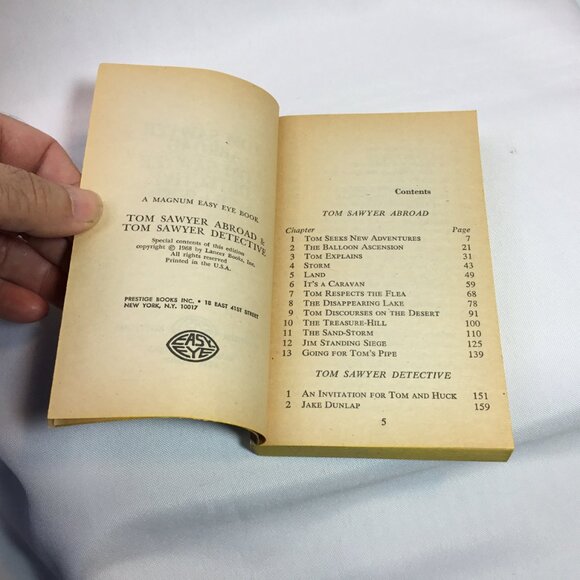 A MAGNUM EASY EYE BOOK
TOM SAWYER ABROAD &
TOM SAWYER DETECTIVE
Special contents of this edition
copyright © 1968 by Lancer Books, Inc.
All rights reserved
Printed in the U.S.A.
PRESTIGE BOOKS INC. • 18 EAST 41ST STREET
NEW YORK, N.Y. 10017
EASY
EYE
Contents
TOM SAWYER ABROAD
Chapter Page
1 Tom Seeks New Adventures 7
2 The Balloon Ascension 21
3 Tom Explains 31
4 Storm 43
5 Land 49
6 It's a Caravan 59
7 Tom Respects the Flea 68
8 The Disappearing Lake 78
9 Tom Discourses on the Desert 91
10 The Treasure-Hill 100
11 The Sand-Storm 110
12 Jim Standing Siege 125
13 Going for Tom's Pipe 139
TOM SAWYER DETECTIVE
1 An Invitation for Tom and Huck 151
2 Jake Dunlap 159
5